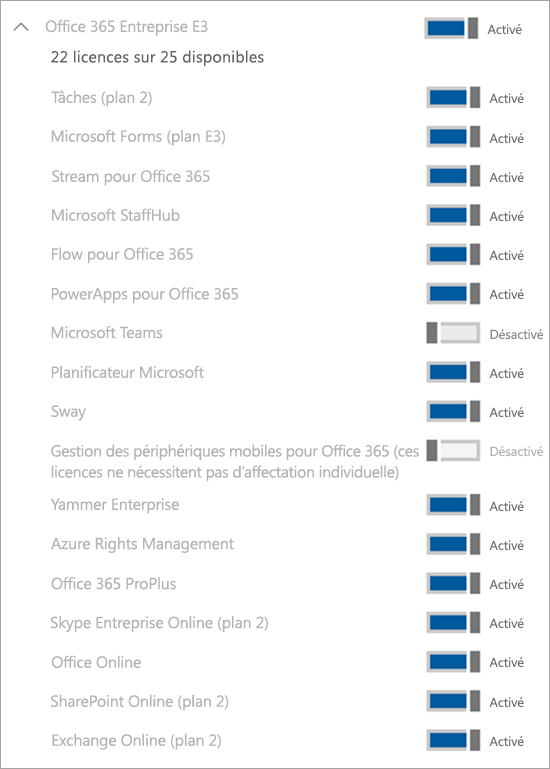 Office 365 Entreprise E3 Activé
22 licences sur 25 disponibles
Tâches (plan 2) Activé
Microsoft Forms (plan E3) Activé
Stream pour Office 365 Activé
Microsoft StaffHub Activé
Flow pour Office 365 Activé
PowerApps pour Office 365 Activé
Microsoft Teams Désactivé
Planificateur Microsoft Activé
Sway Activé
Gestion des périphériques mobiles pour Office 365 (ces Désactivé
licences ne nécessitent pas d'affectation individuelle)
Yammer Enterprise Activé
Azure Rights Management Activé
Office 365 ProPlus Activé
Skype Entreprise Online (plan 2) Activé
Office Online Activé
SharePoint Online (plan 2) Activé
Exchange Online (plan 2) Activé